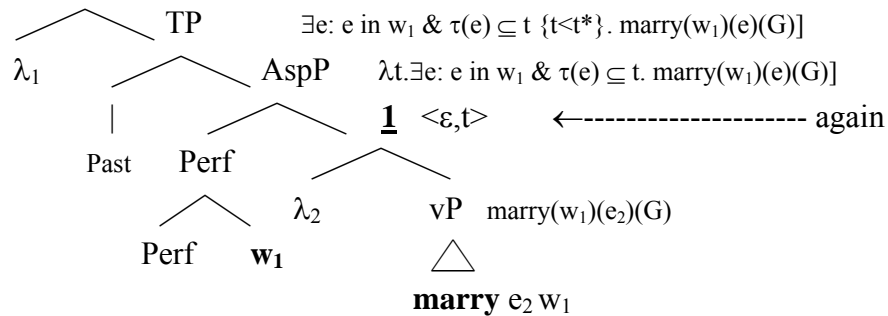 TP ∃e: e in w₁ & τ(e) ⊆ t {t<t*}. marry(w₁)(e)(G)]
λ₁ AspP λt.∃e: e in w₁ & τ(e) ⊆ t. marry(w₁)(e)(G)]
1 <ε,t> ←--------------------- again
Past Perf
λ₂ vP marry(w₁)(e₂)(G)
Perf w₁
marry e₂ w₁